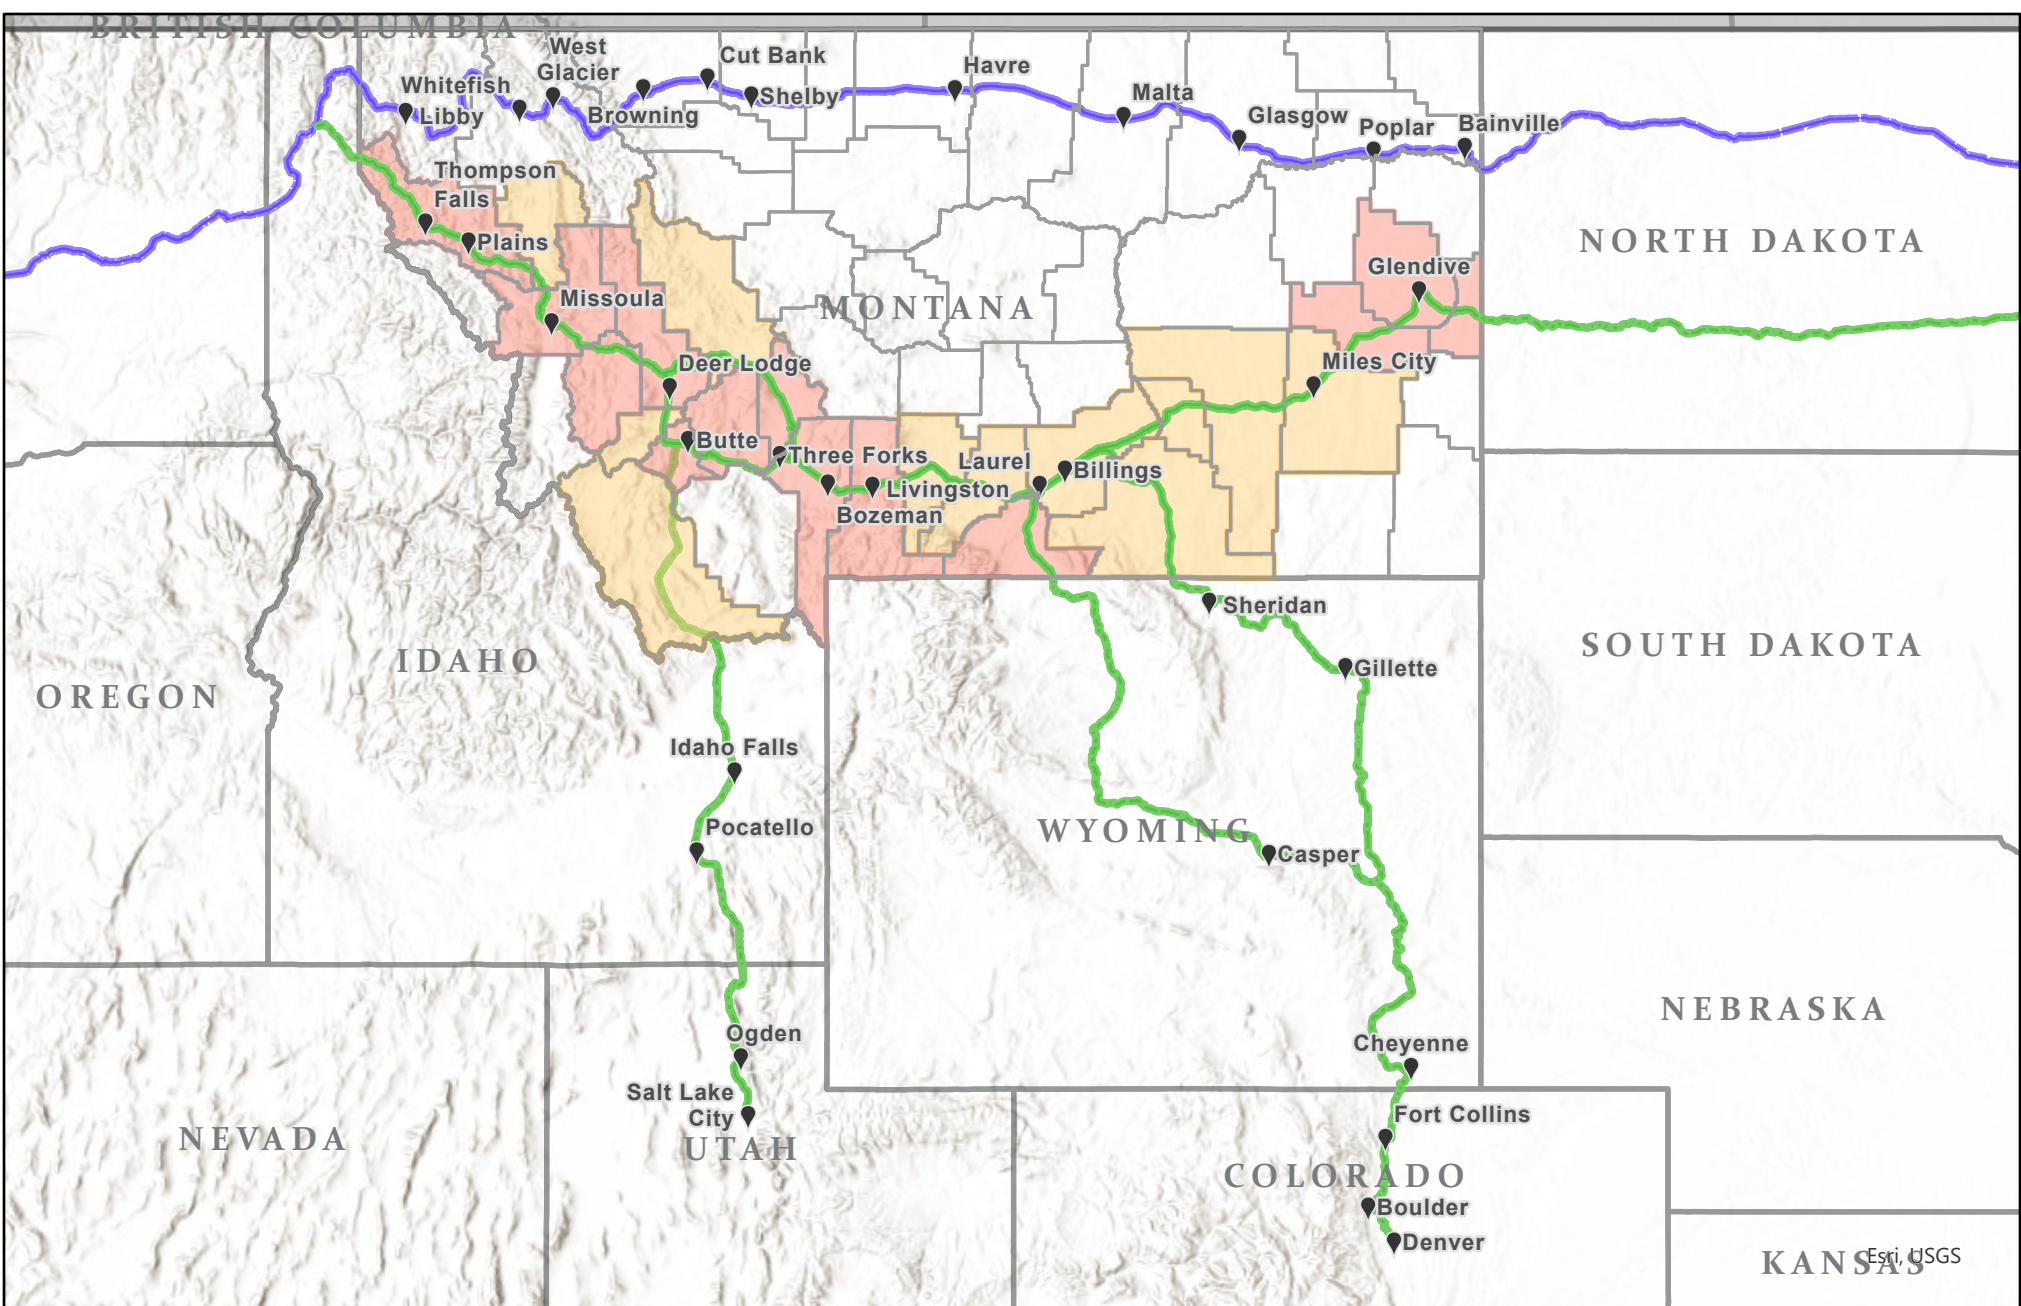 BRITISH COLUMBIA
West
Glacier
Cut Bank
Havre
Whitefish
Libby
Browning
Shelby
Malta
Glasgow
Poplar
Bainville
Thompson
Falls
Plains
NORTH DAKOTA
Glendive
Missoula
MONTANA
Deer Lodge
Miles City
Butte
Three Forks
Laurel
Billings
Livingston
Bozeman
Sheridan
IDAHO
SOUTH DAKOTA
Gillette
OREGON
Idaho Falls
Pocatello
WYOMING
Casper
NEBRASKA
Ogden
Cheyenne
Salt Lake
City
Fort Collins
NEVADA
UTAH
COLORADO
Boulder
Denver
KANSAS
Esri, USGS